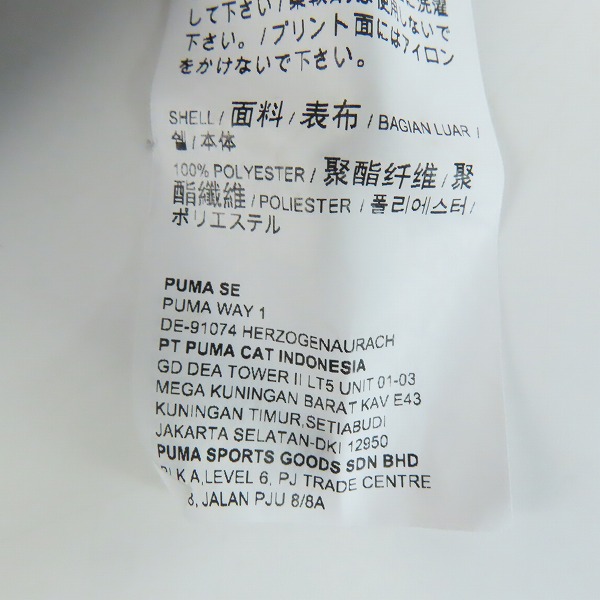 して下さい / 柔軟剤は使用しないで
下さい。 / プリント面にはアイロン
をかけないで下さい。
SHELL / 面料 / 表布 / BAGIAN LUAR /
쉘 / 本体
100% POLYESTER / 聚酯纤维 / 聚
酯纖維 / POLIESTER / 폴리에스터 /
ポリエステル
PUMA SE
PUMA WAY 1
DE-91074 HERZOGENAURACH
PT PUMA CAT INDONESIA
GD DEA TOWER II LT5 UNIT 01-03
MEGA KUNINGAN BARAT KAV E43
KUNINGAN TIMUR,SETIABUDI
JAKARTA SELATAN-DKI 12950
PUMA SPORTS GOODS SDN BHD
BLK A,LEVEL 6, PJ TRADE CENTRE
8, JALAN PJU 8/8A